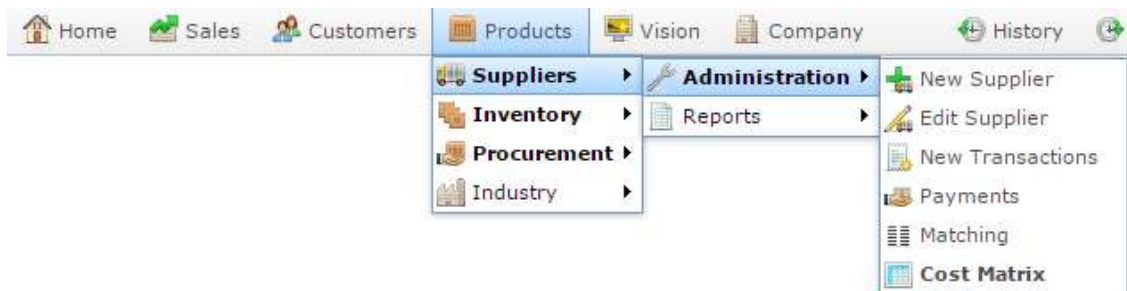 Home Sales Customers Products Vision Company History
Suppliers Administration New Supplier
Edit Supplier
Inventory Reports
Procurement New Transactions
Industry Payments
Matching
Cost Matrix